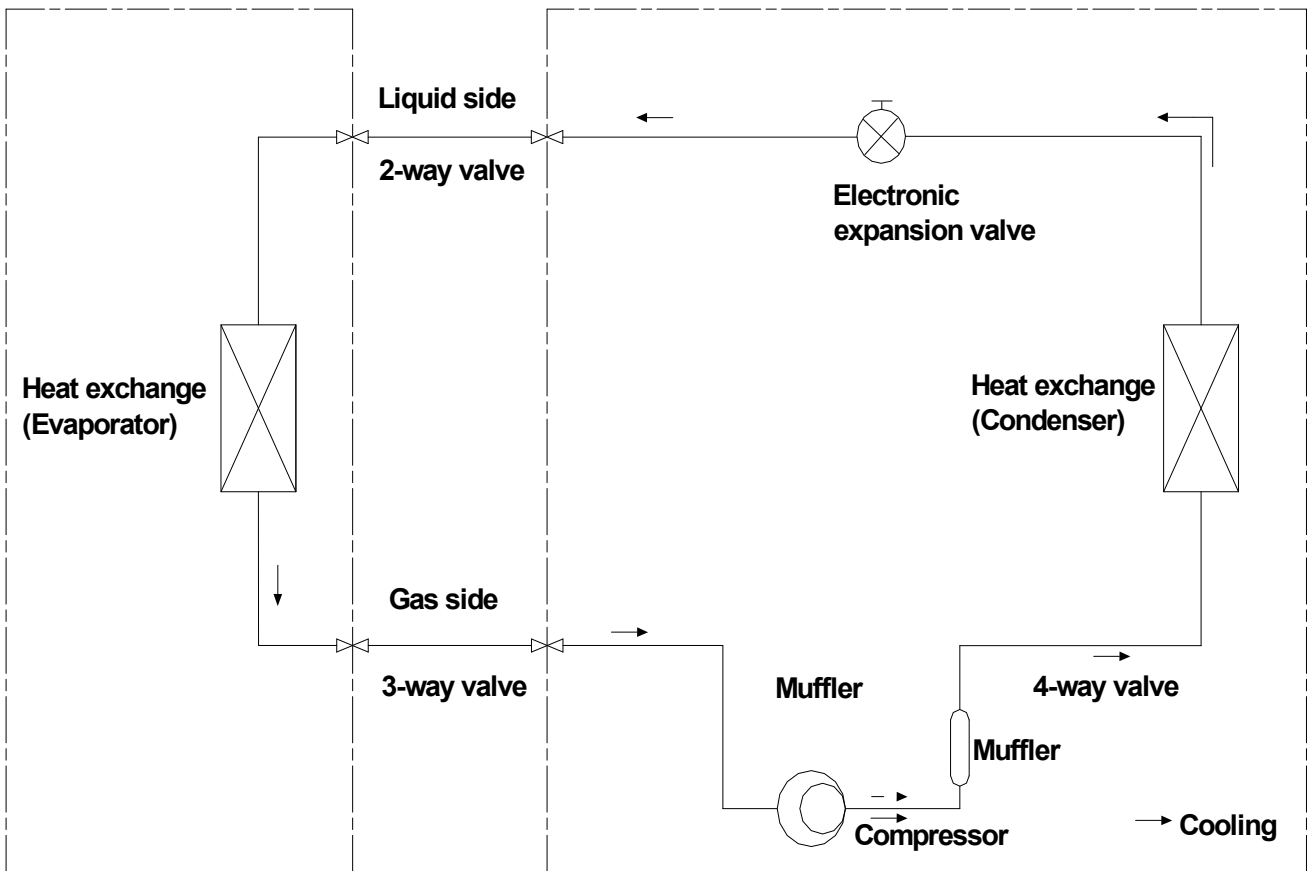 Liquid side
2-way valve
Electronic
expansion valve
Heat exchange
(Evaporator)
Heat exchange
(Condenser)
Gas side
3-way valve
Muffler
4-way valve
Muffler
Compressor
Cooling